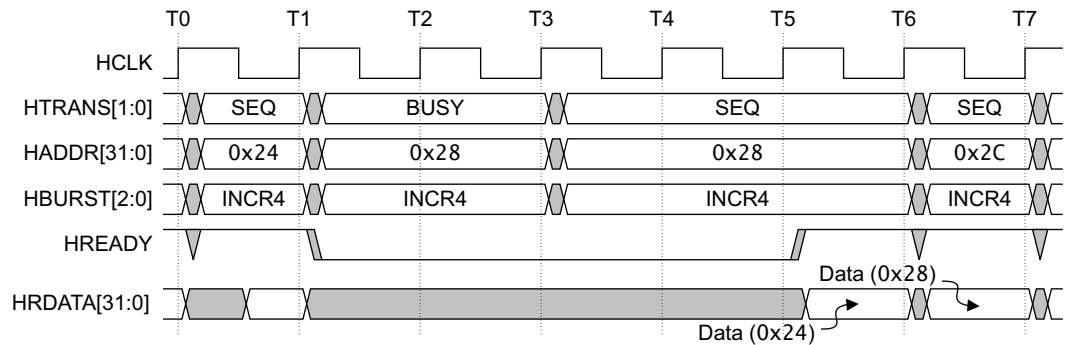 T0 T1 T2 T3 T4 T5 T6 T7
HCLK
HTRANS[1:0] SEQ BUSY SEQ SEQ
HADDR[31:0] 0x24 0x28 0x28 0x2C
HBURST[2:0] INCR4 INCR4 INCR4 INCR4
HREADY
Data (0x28)
HRDATA[31:0]
Data (0x24)